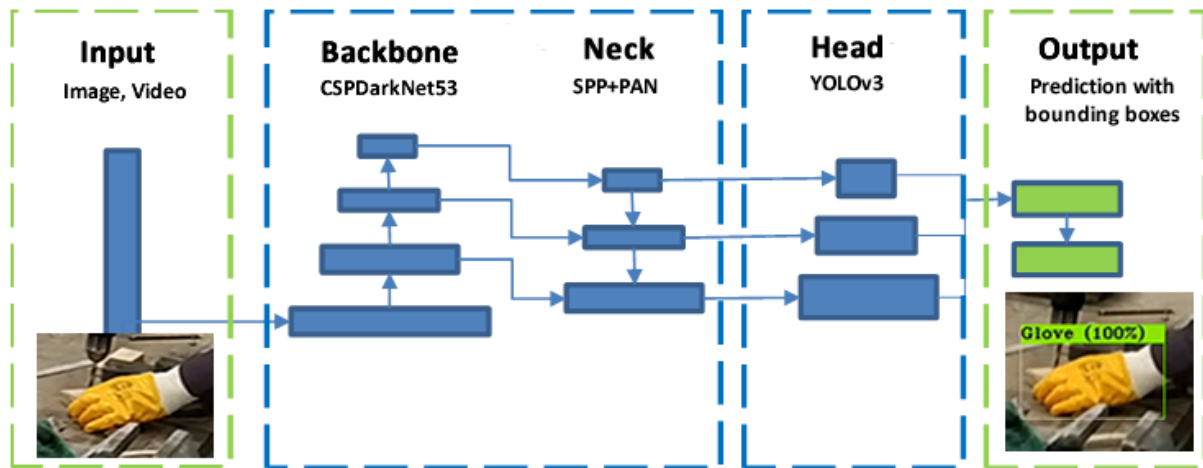 Input
Image, Video
Backbone
CSPDarkNet53
Neck
SPP+PAN
Head
YOLOv3
Output
Prediction with
bounding boxes
Glove (100%)